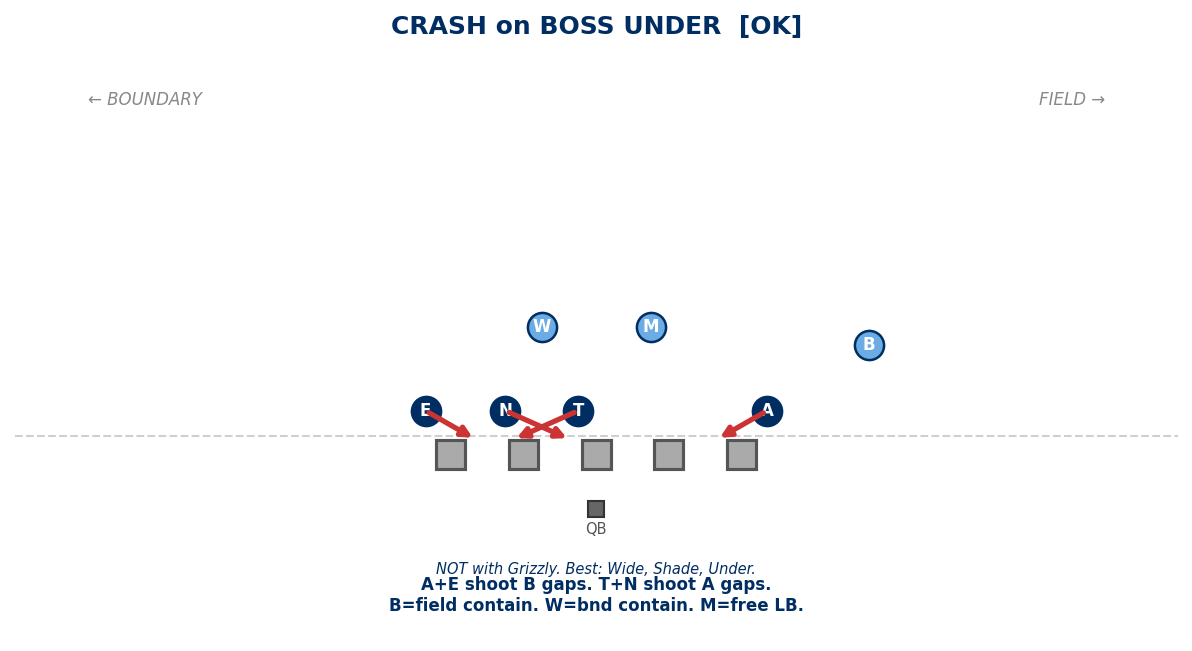 CRASH on BOSS UNDER [OK]
← BOUNDARY
FIELD →
W
M
B
E
N
T
A
QB
NOT with Grizzly. Best: Wide, Shade, Under.
A+E shoot B gaps. T+N shoot A gaps.
B=field contain. W=bnd contain. M=free LB.